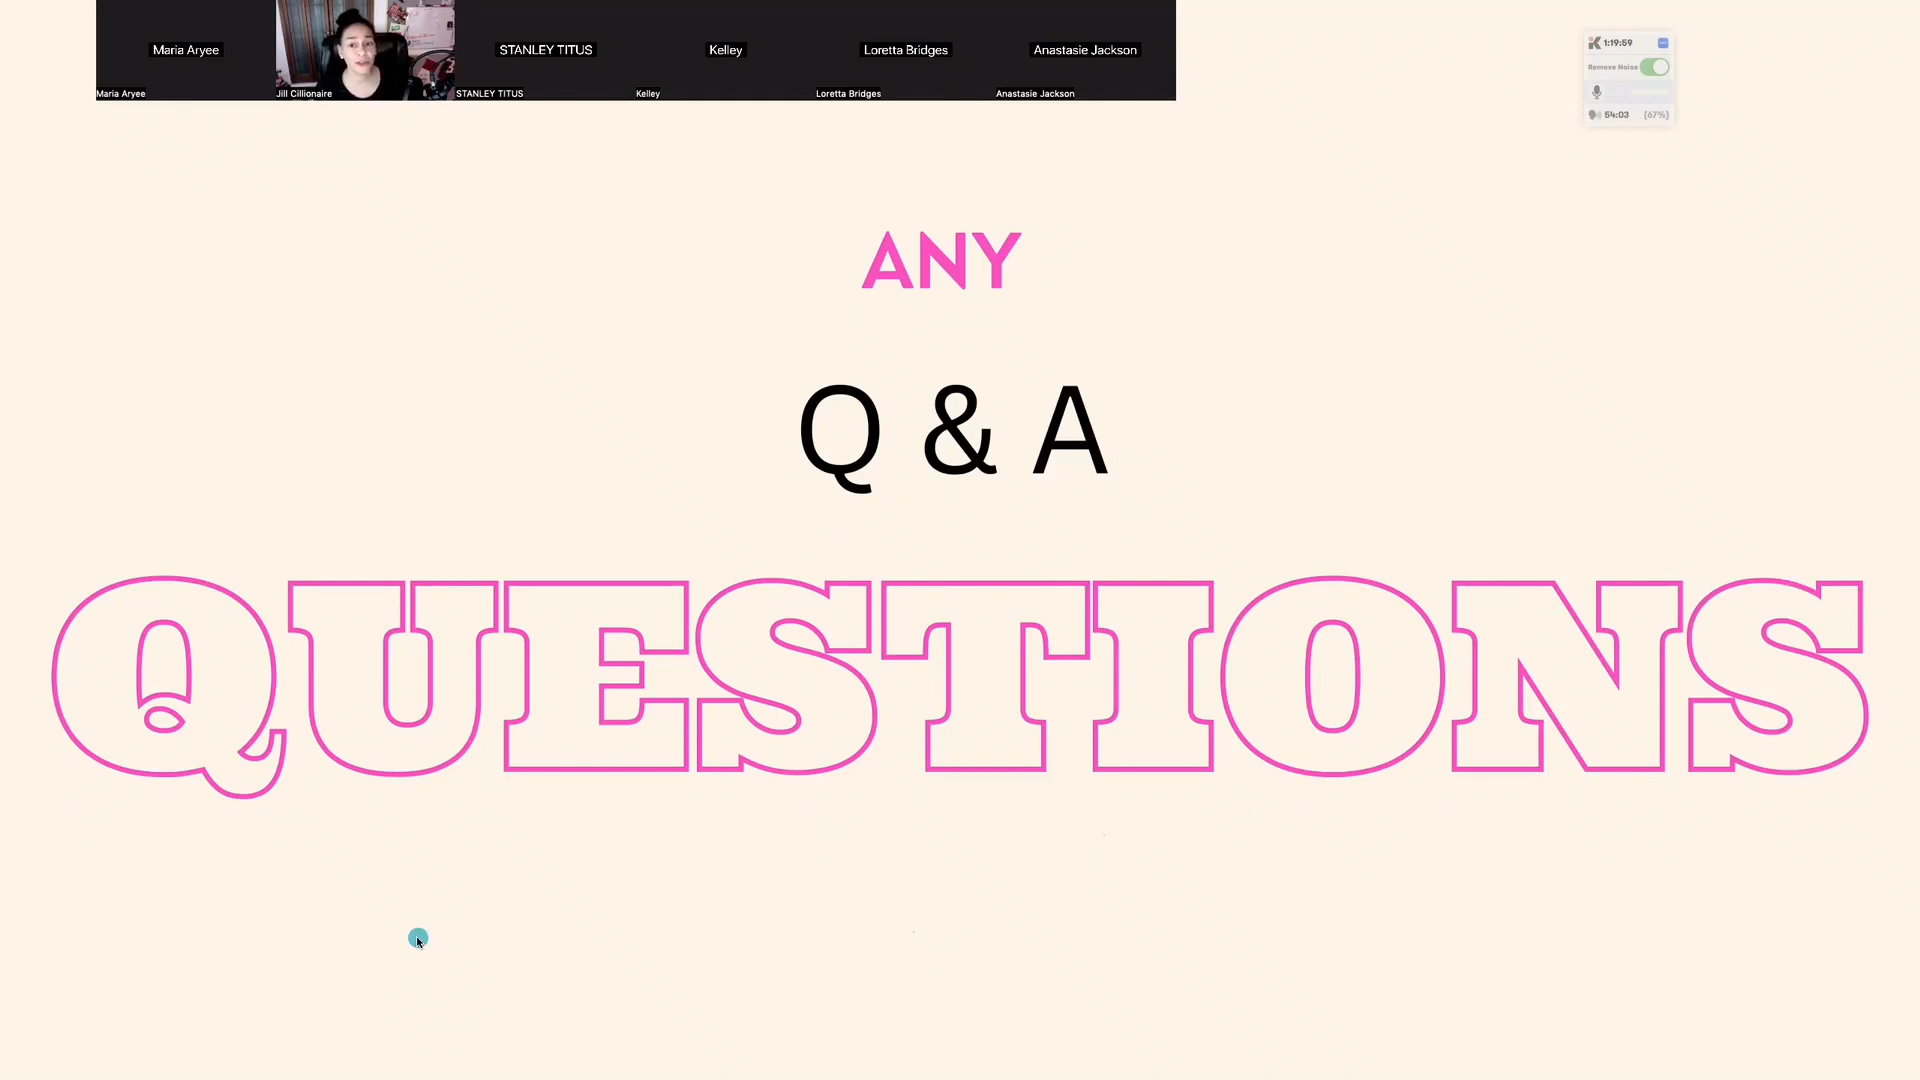 Maria Aryee
STANLEY TITUS
Kelley
Loretta Bridges
Anastasie Jackson
Maria Aryee
Jill Cillionaire
STANLEY TITUS
Kelley
Loretta Bridges
Anastasie Jackson
1:19:59
Remove Noise
54:03 (67%)
ANY
Q & A
QUESTIONS